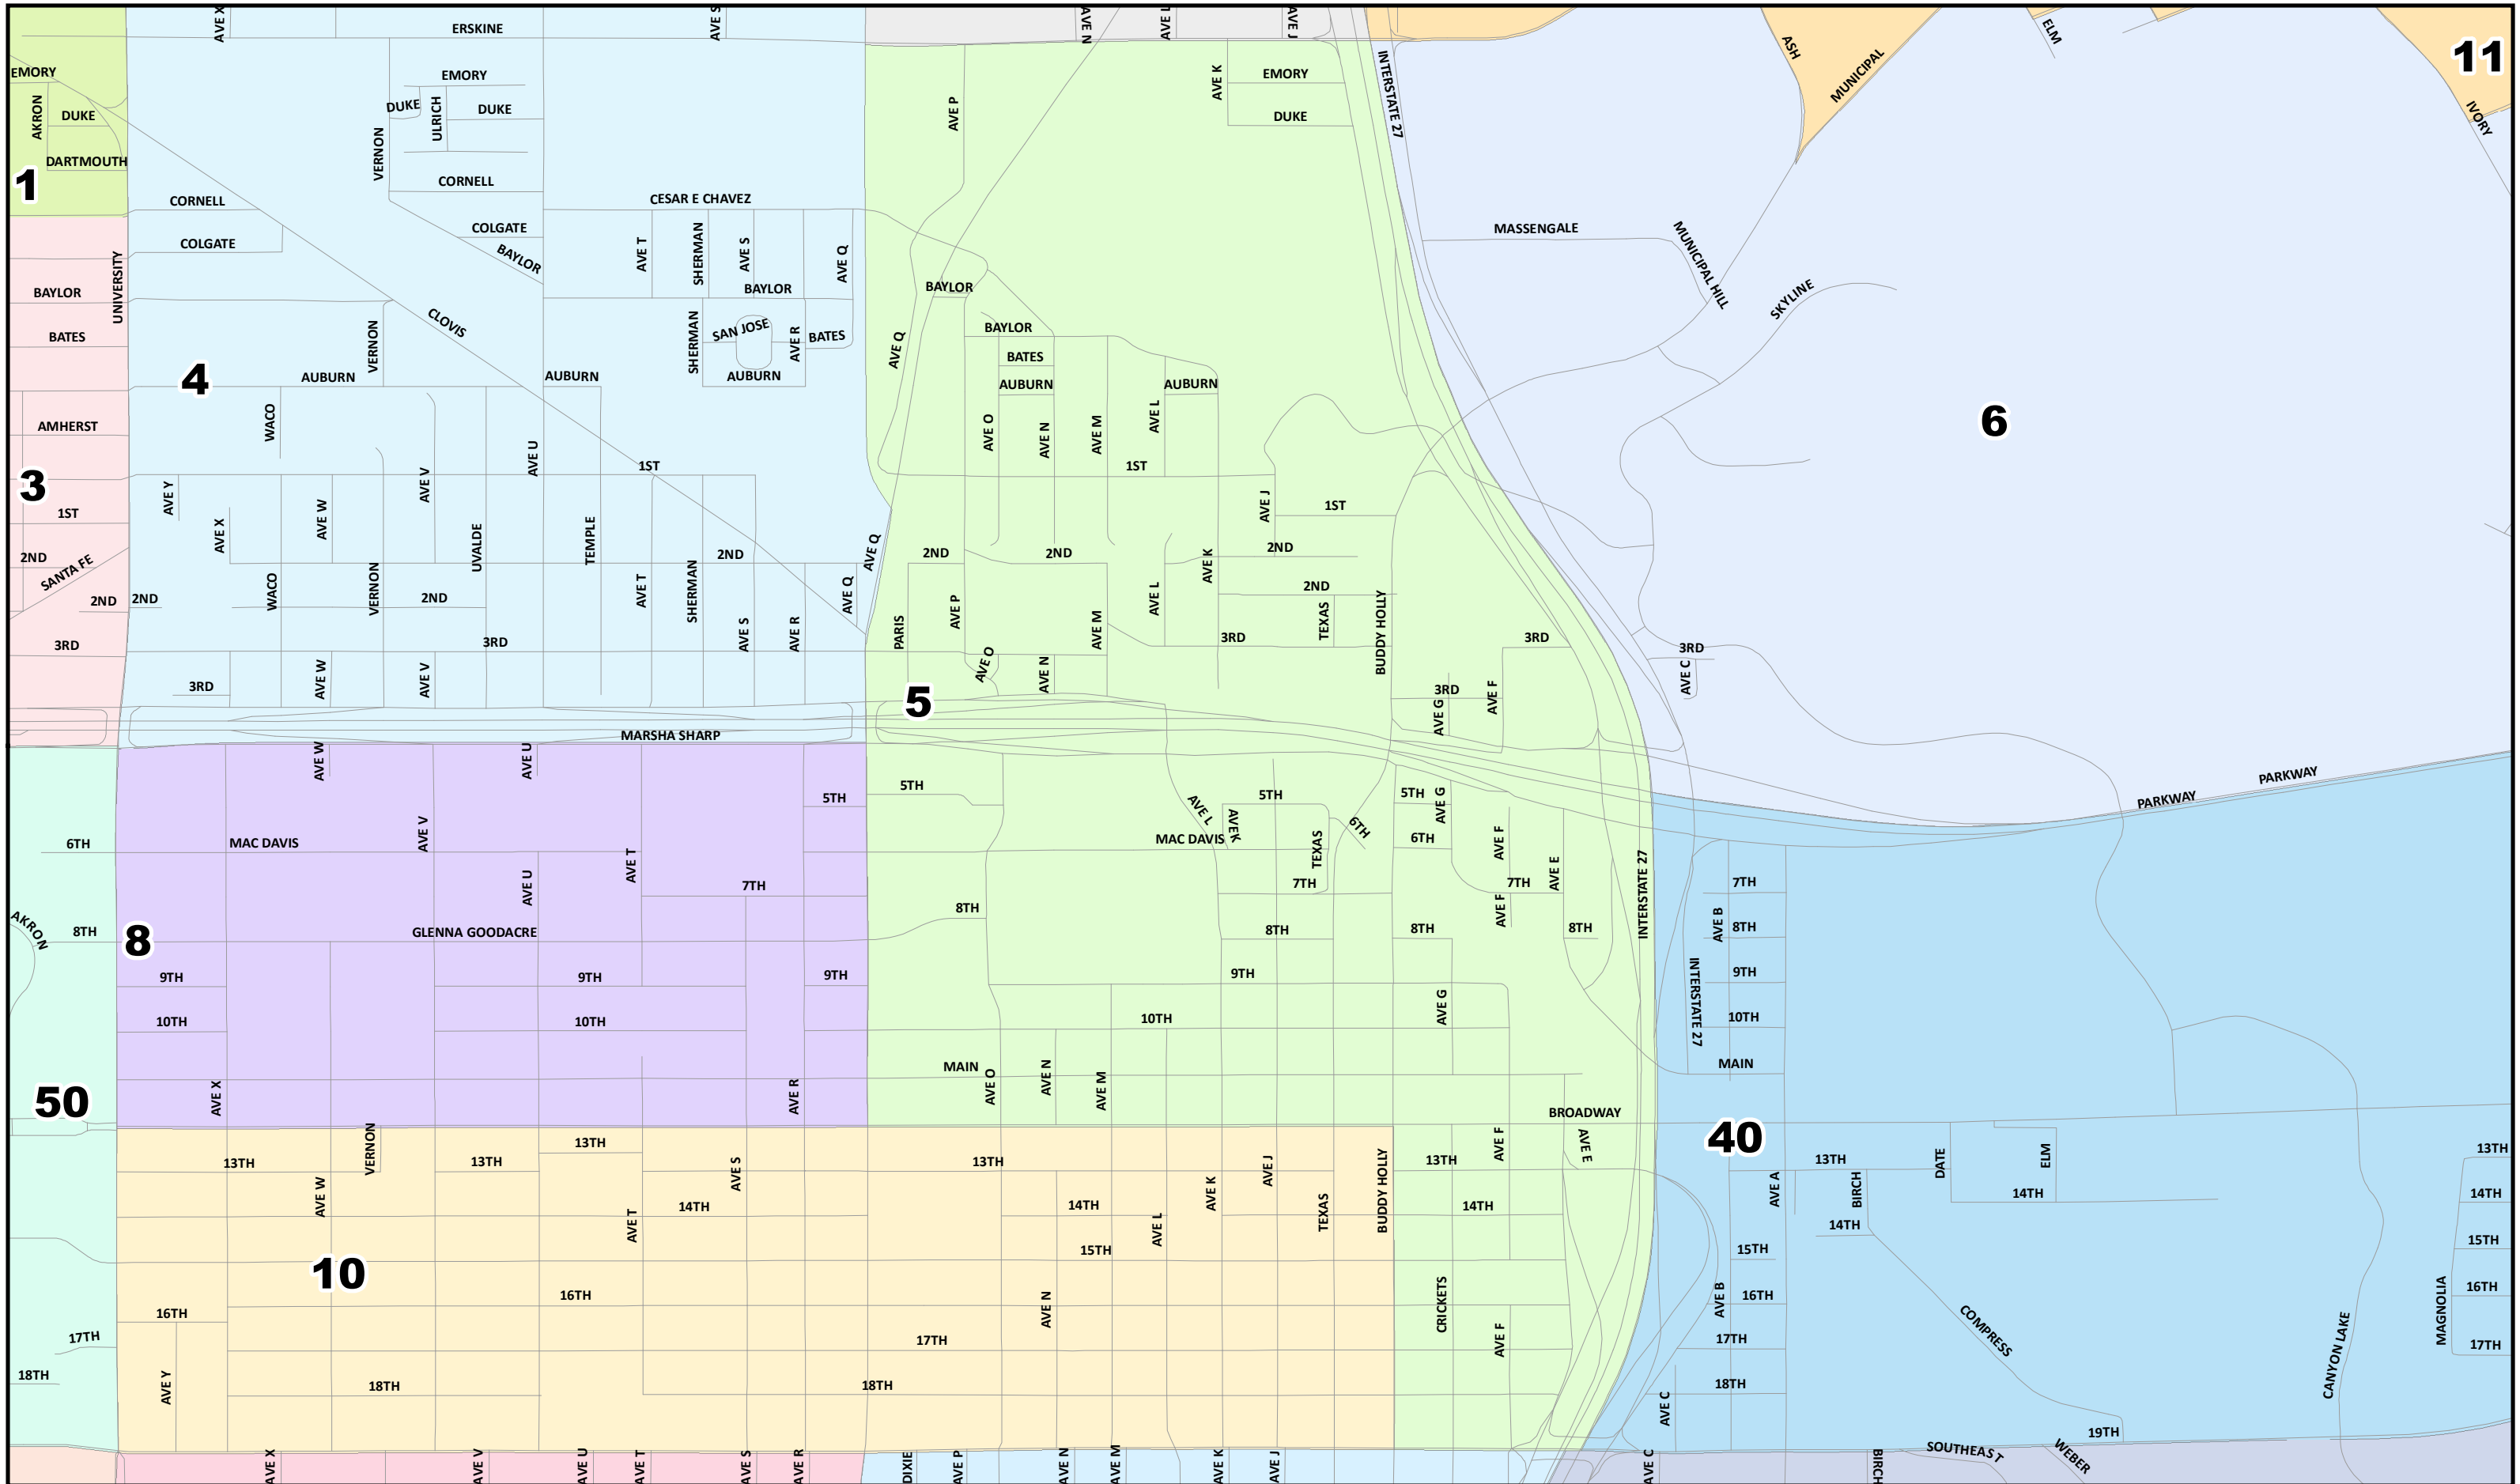 AVE X
AVE S
AVE N
AVE J
ERSKINE
INTERSTATE 27
ASH
MUNICIPAL
ELM
11
IVORY
EMORY
AKRON
DUKE
DARTMOUTH
1
EMORY
DUKE
ULRICH
DUKE
VERNON
CORNELL
AVE P
AVE K
EMORY
DUKE
CORNELL
COLGATE
UNIVERSITY
CESAR E CHAVEZ
COLGATE
BAYLOR
AVE T
SHERMAN
AVE S
AVE Q
BAYLOR
MASSENGALE
MUNICIPAL HILL
SKYLINE
BAYLOR
BATES
CLOVIS
VERNON
SHERMAN
SAN JOSE
AVE R
BATES
AUBURN
AVE Q
BAYLOR
BAYLOR
BATES
AUBURN
AUBURN
4
AUBURN
AUBURN
6
AMHERST
WACO
AVE U
AVE O
AVE N
AVE M
AVE L
3
1ST
1ST
AVE Y
AVE X
AVE W
AVE V
UVALDE
TEMPLE
AVE J
1ST
1ST
2ND
SANTA FE
2ND
2ND
WACO
VERNON
2ND
AVE T
SHERMAN
2ND
AVE Q
AVE Q
2ND
2ND
AVE K
2ND
2ND
AVE S
AVE R
PARIS
AVE P
AVE M
AVE L
TEXAS
BUDDY HOLLY
3RD
3RD
3RD
AVE W
AVE V
AVE O
AVE N
3RD
3RD
3RD
AVE G
AVE F
3RD
AVE C
5
MARSHA SHARP
PARKWAY
PARKWAY
AVE W
AVE U
5TH
5TH
AVE L
AVE K
5TH
5TH
AVE G
6TH
6TH
6TH
MAC DAVIS
AVE V
AVE T
MAC DAVIS
TEXAS
AVE F
AVE E
INTERSTATE 27
AVE U
7TH
7TH
7TH
7TH
AKRON
8TH
8
GLENNA GOODACRE
8TH
8TH
8TH
AVE F
8TH
AVE B
8TH
9TH
9TH
9TH
9TH
9TH
10TH
10TH
10TH
AVE G
INTERSTATE 27
10TH
MAIN
MAIN
50
AVE X
AVE R
AVE O
AVE N
AVE M
BROADWAY
40
13TH
VERNON
13TH
13TH
AVE S
13TH
AVE J
13TH
AVE F
AVE E
13TH
DATE
ELM
13TH
AVE W
AVE T
14TH
14TH
AVE L
AVE K
TEXAS
BUDDY HOLLY
14TH
AVE A
BIRCH
14TH
14TH
14TH
10
15TH
15TH
15TH
16TH
16TH
AVE N
CRICKETS
AVE B
16TH
MAGNOLIA
16TH
17TH
17TH
AVE F
17TH
COMPRESS
CANYON LAKE
17TH
18TH
AVE Y
18TH
18TH
AVE C
18TH
19TH
AVE X
AVE V
AVE U
AVE T
AVE S
AVE R
DIXIE
AVE P
AVE N
AVE M
AVE K
AVE J
AVE C
BIRCH
SOUTHEAST
WEBER